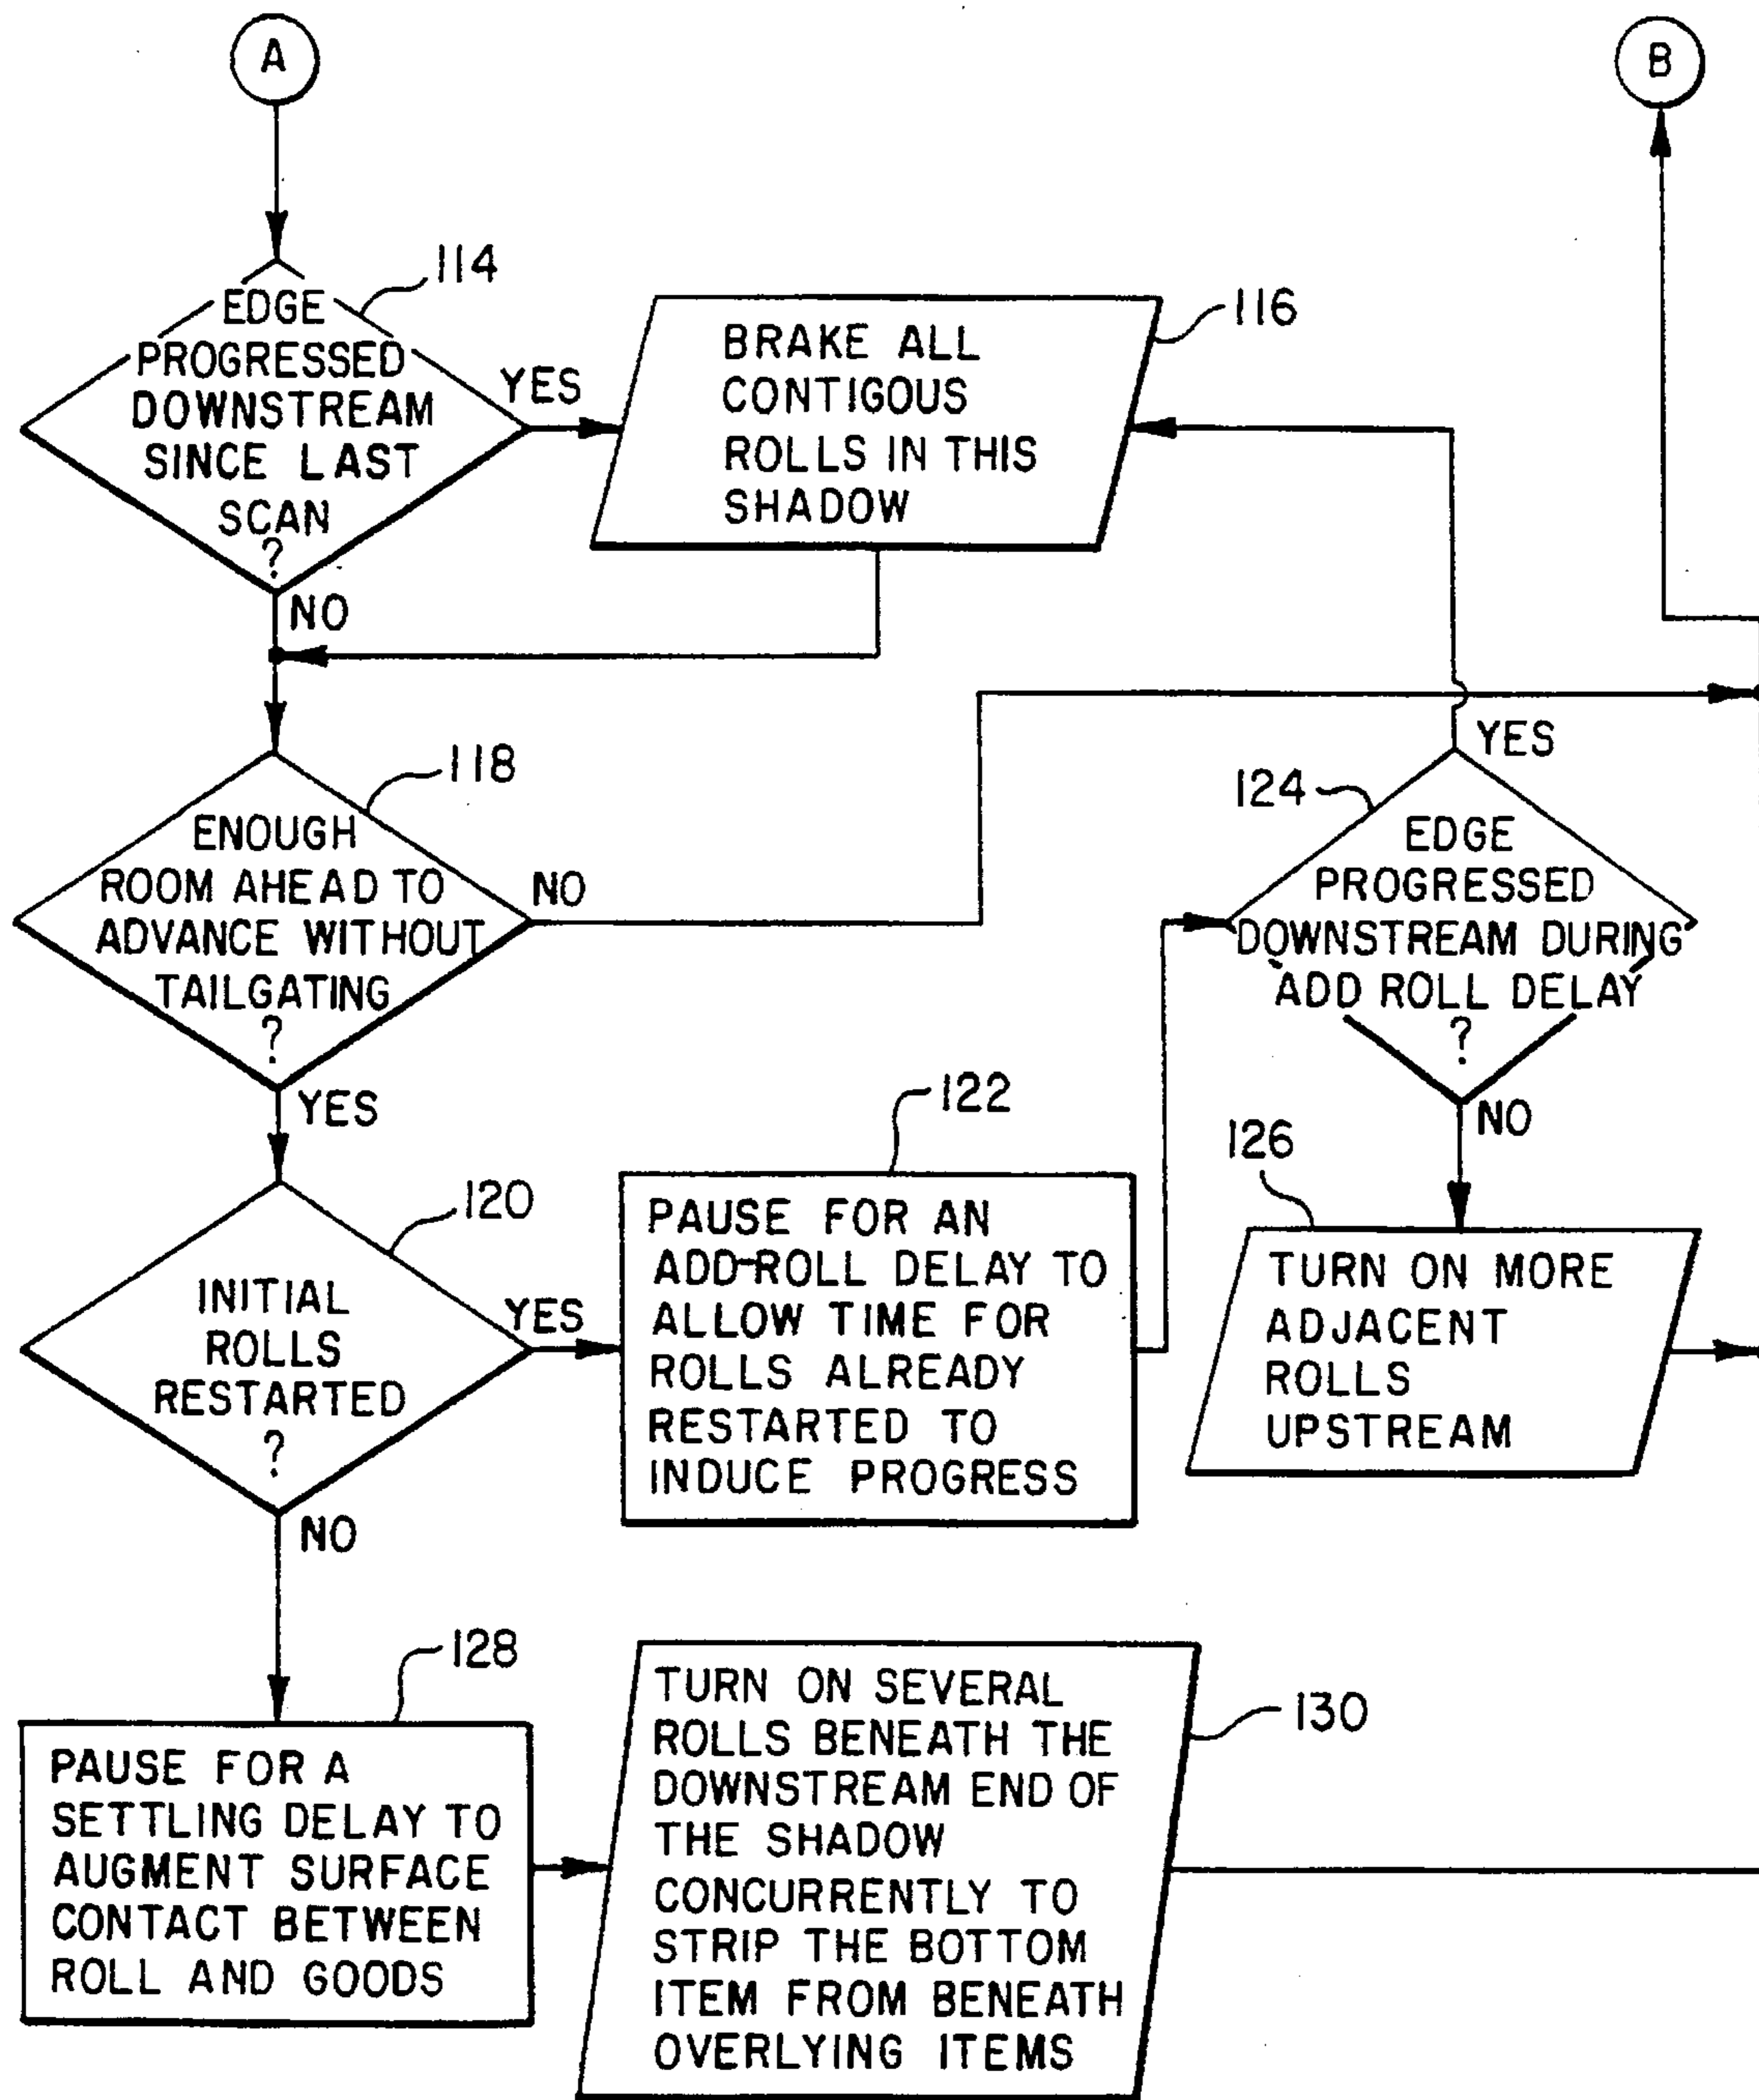 A
B
114
EDGE
PROGRESSED
DOWNSTREAM
SINCE LAST
SCAN
?
YES
NO
116
BRAKE ALL
CONTIGOUS
ROLLS IN THIS
SHADOW
118
ENOUGH
ROOM AHEAD TO
ADVANCE WITHOUT
TAILGATING
?
NO
YES
124
YES
EDGE
PROGRESSED
DOWNSTREAM DURING
ADD ROLL DELAY
?
NO
120
INITIAL
ROLLS
RESTARTED
?
YES
NO
122
PAUSE FOR AN
ADD-ROLL DELAY TO
ALLOW TIME FOR
ROLLS ALREADY
RESTARTED TO
INDUCE PROGRESS
126
TURN ON MORE
ADJACENT
ROLLS
UPSTREAM
128
PAUSE FOR A
SETTLING DELAY TO
AUGMENT SURFACE
CONTACT BETWEEN
ROLL AND GOODS
130
TURN ON SEVERAL
ROLLS BENEATH THE
DOWNSTREAM END OF
THE SHADOW
CONCURRENTLY TO
STRIP THE BOTTOM
ITEM FROM BENEATH
OVERLYING ITEMS